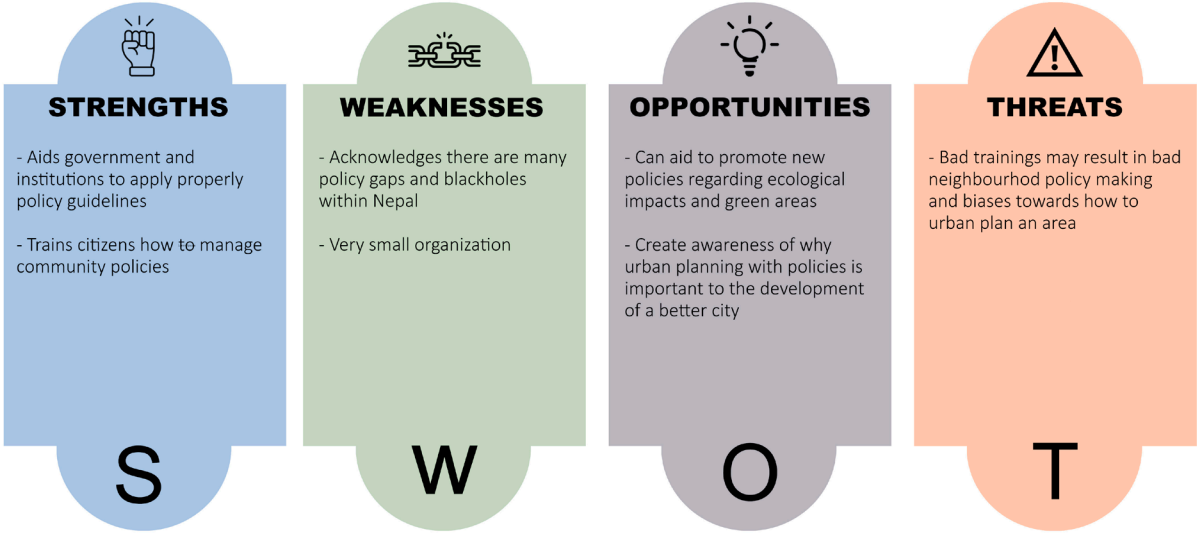 STRENGTHS
- Aids government and
institutions to apply properly
policy guidelines
- Trains citizens how to manage
community policies
S
WEAKNESSES
- Acknowledges there are many
policy gaps and blackholes
within Nepal
- Very small organization
W
OPPORTUNITIES
- Can aid to promote new
policies regarding ecological
impacts and green areas
- Create awareness of why
urban planning with policies is
important to the development
of a better city
O
THREATS
- Bad trainings may result in bad
neighbourhod policy making
and biases towards how to
urban plan an area
T